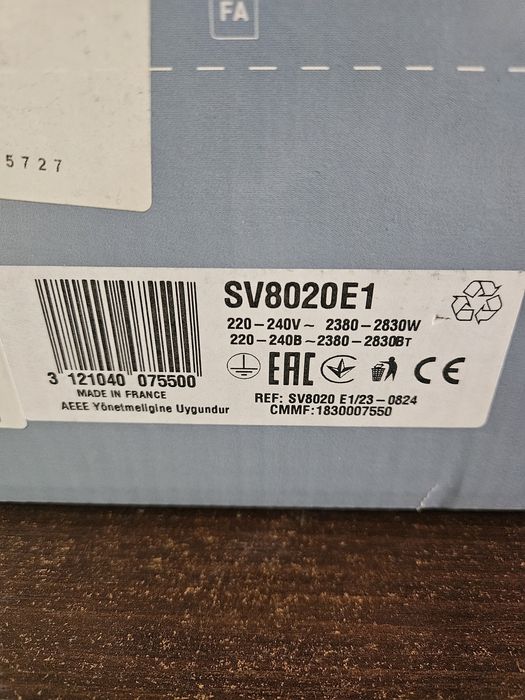 FA
5727
SV8020E1
220-240V~ 2380-2830W
220-240В~2380-2830Вт
EAC
CE
3 121040 075500
MADE IN FRANCE
AEEE Yönetmeligine Uygundur
REF: SV8020 E1/23-0824
CMMF:1830007550